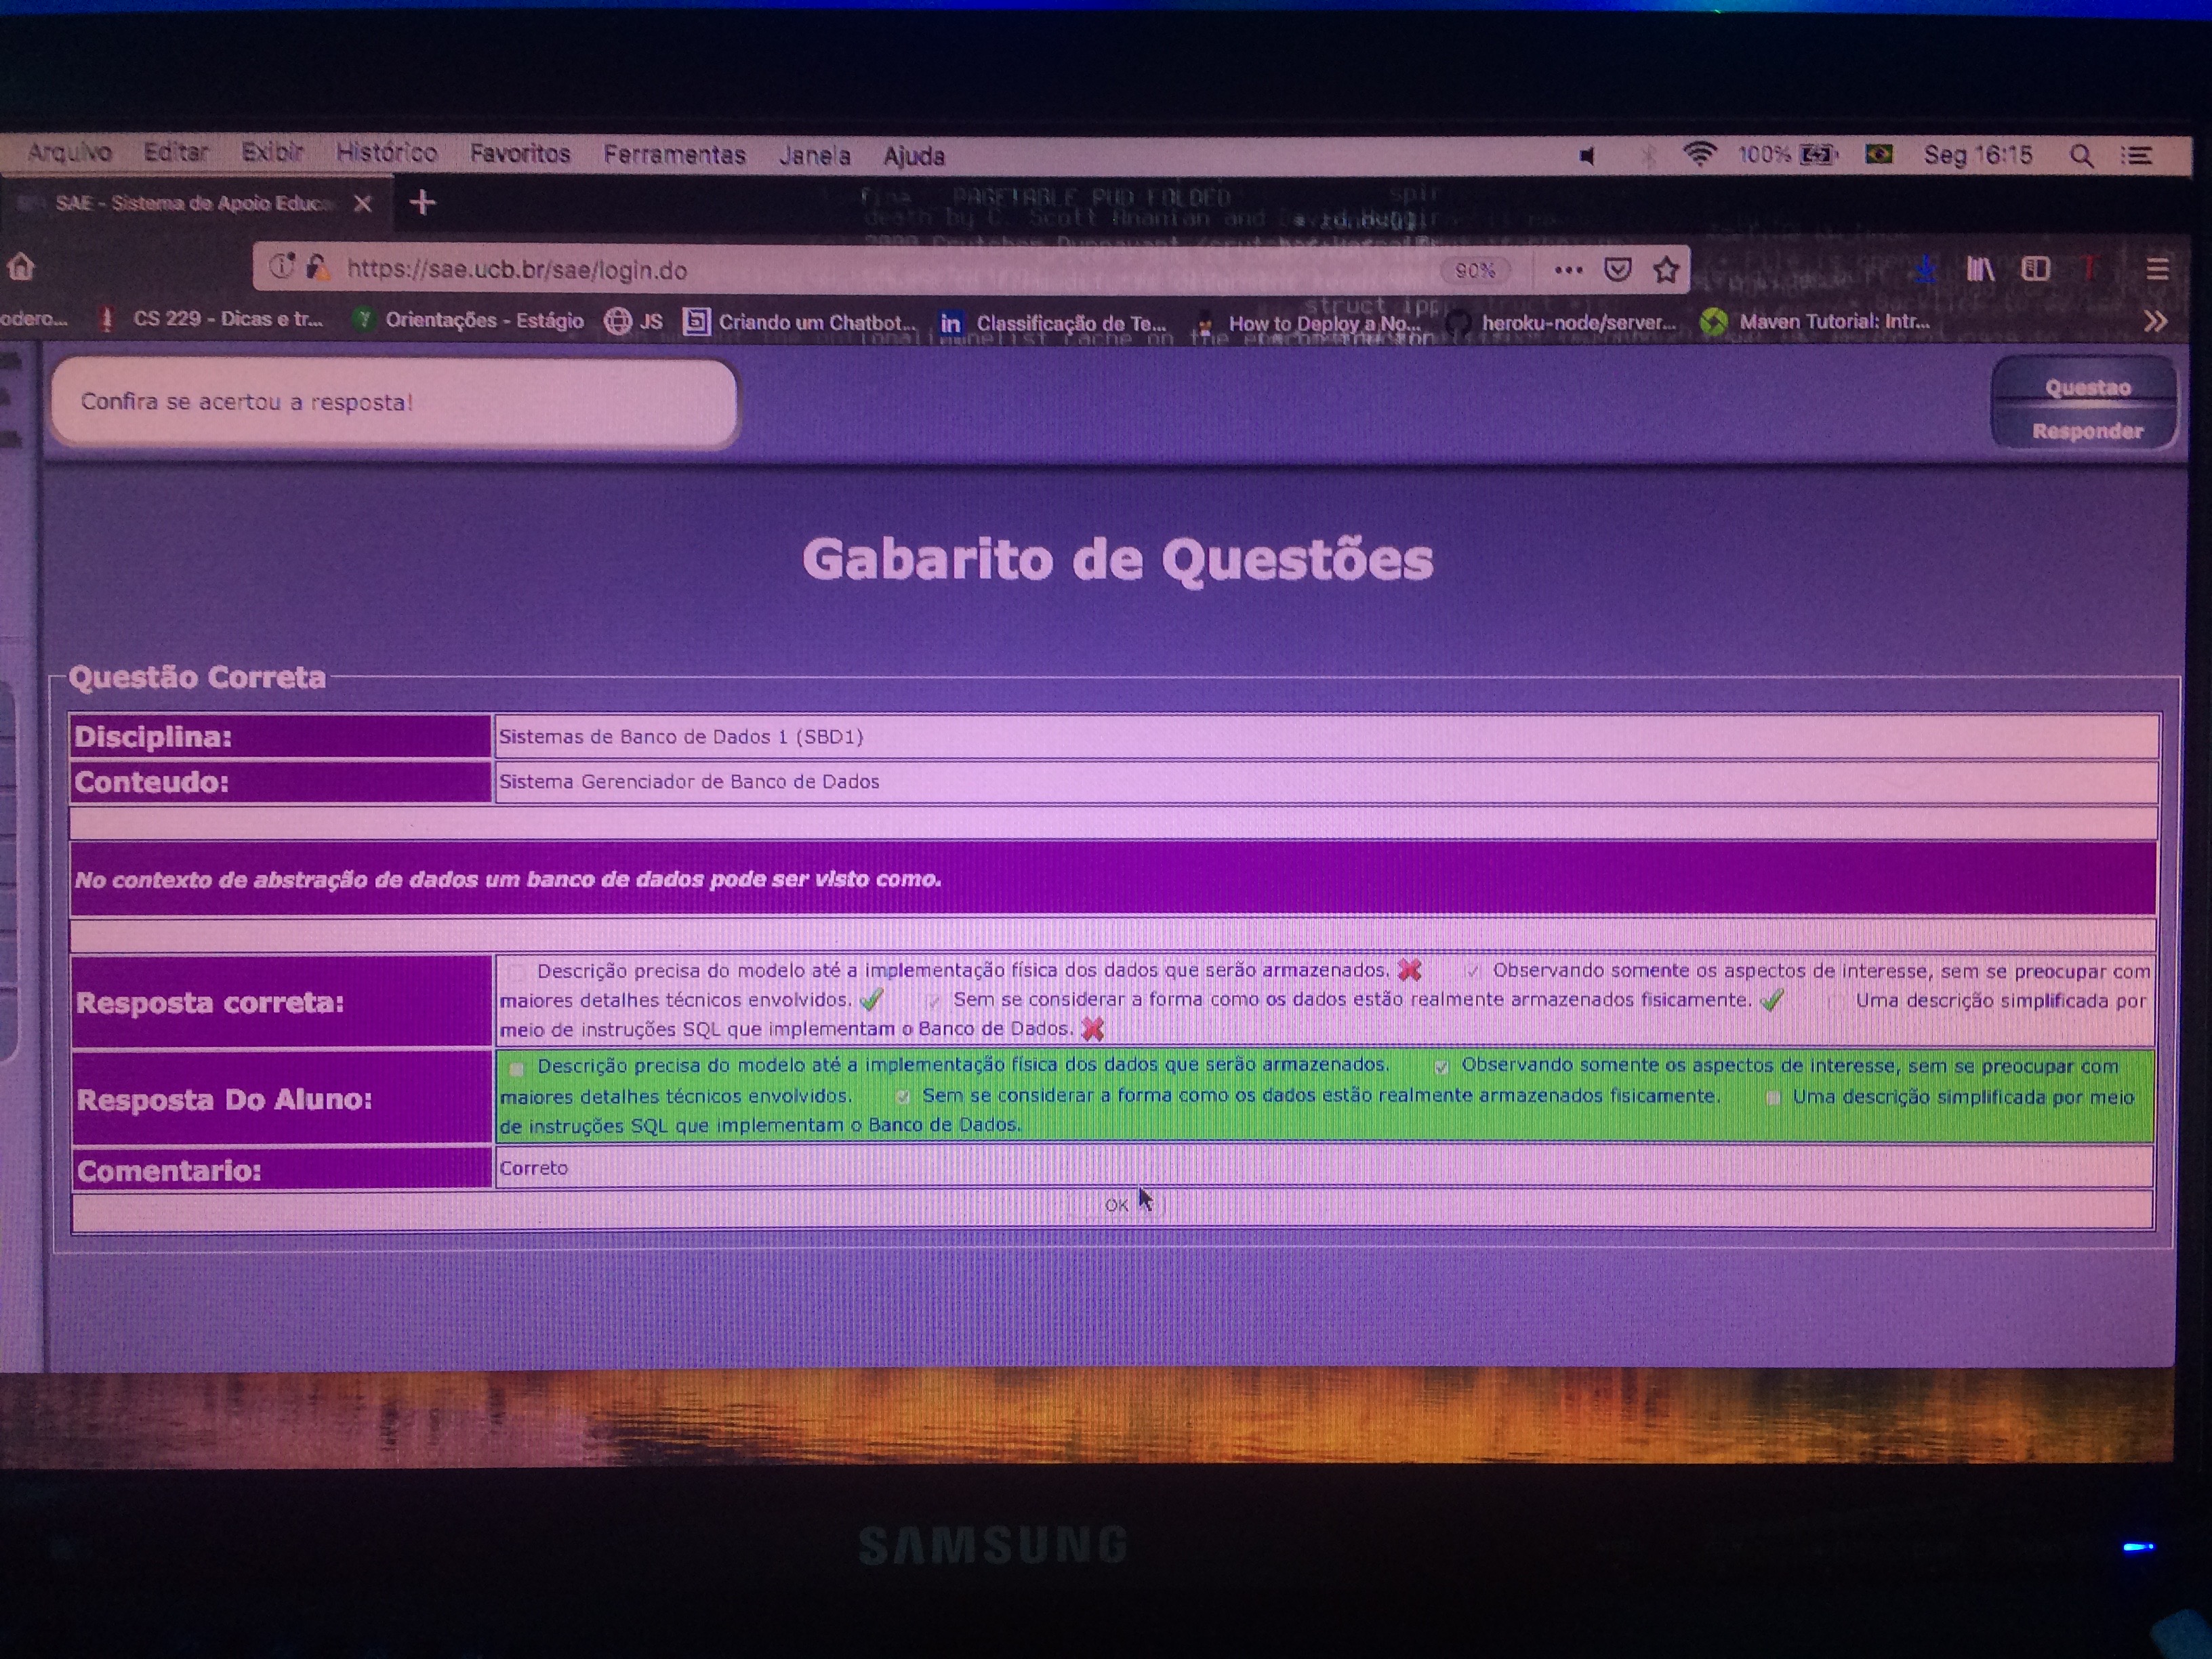 Arquivo Editar Exibir Histórico Favoritos Ferramentas Janela Ajuda 100% Seg 16:15
SAE - Sistema de Apoio Educa
https://sae.ucb.br/sae/login.do 90%
odero... CS 229 - Dicas e tr... Orientações - Estágio JS Criando um Chatbot... in Classificação de Te... How to Deploy a No... heroku-node/server... Maven Tutorial: Intr...
Confira se acertou a resposta!
Questao
Responder
Gabarito de Questões
Questão Correta
Disciplina: Sistemas de Banco de Dados 1 (SBD1)
Conteudo: Sistema Gerenciador de Banco de Dados
No contexto de abstração de dados um banco de dados pode ser visto como.
Resposta correta:
Descrição precisa do modelo até a implementação física dos dados que serão armazenados. Observando somente os aspectos de interesse, sem se preocupar com
maiores detalhes técnicos envolvidos. Sem se considerar a forma como os dados estão realmente armazenados fisicamente. Uma descrição simplificada por
meio de instruções SQL que implementam o Banco de Dados.
Resposta Do Aluno:
Descrição precisa do modelo até a implementação física dos dados que serão armazenados. Observando somente os aspectos de interesse, sem se preocupar com
maiores detalhes técnicos envolvidos. Sem se considerar a forma como os dados estão realmente armazenados fisicamente. Uma descrição simplificada por meio
de instruções SQL que implementam o Banco de Dados.
Comentario: Correto
OK
SAMSUNG